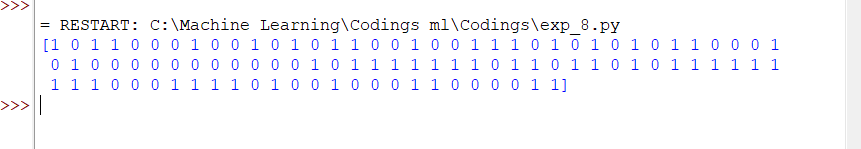 >>>
= RESTART: C:\Machine Learning\Codings ml\Codings\exp_8.py
[1 0 1 1 0 0 0 1 0 0 1 0 1 0 1 1 0 0 1 0 0 1 1 1 0 1 0 1 0 1 0 1 1 0 0 0 1
0 1 0 0 0 0 0 0 0 0 0 0 0 1 0 1 1 1 1 1 1 1 0 1 1 0 1 1 0 1 0 1 1 1 1 1 1
1 1 1 0 0 0 1 1 1 1 0 1 0 0 1 0 0 0 1 1 0 0 0 0 1 1]
>>>